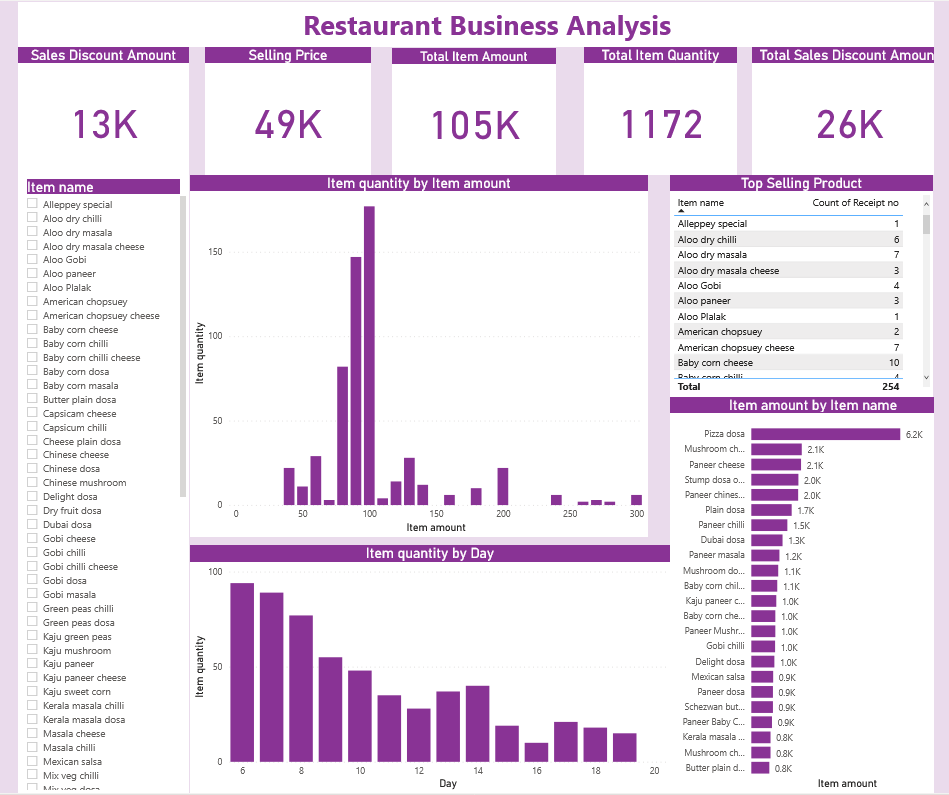 Restaurant Business Analysis
Sales Discount Amount
13K
Selling Price
49K
Total Item Amount
105K
Total Item Quantity
1172
Total Sales Discount Amoun
26K
Item name
Alleppey special
Aloo dry chilli
Aloo dry masala
Aloo dry masala cheese
Aloo Gobi
Aloo paneer
Aloo Plalak
American chopsuey
American chopsuey cheese
Baby corn cheese
Baby corn chilli
Baby corn chilli cheese
Baby corn dosa
Baby corn masala
Butter plain dosa
Capsicam cheese
Capsicum chilli
Cheese plain dosa
Chinese cheese
Chinese dosa
Chinese mushroom
Delight dosa
Dry fruit dosa
Dubai dosa
Gobi cheese
Gobi chilli
Gobi chilli cheese
Gobi dosa
Gobi masala
Green peas chilli
Green peas dosa
Kaju green peas
Kaju mushroom
Kaju paneer
Kaju paneer cheese
Kaju sweet corn
Kerala masala chilli
Kerala masala dosa
Masala cheese
Masala chilli
Mexican salsa
Mix veg chilli
Mix veg dosa
Item quantity by Item amount
Item quantity
150
100
50
0
0 50 100 150 200 250 300
Item amount
Item quantity by Day
Item quantity
100
50
0
6 8 10 12 14 16 18 20
Day
Top Selling Product
Item name Count of Receipt no
Alleppey special 1
Aloo dry chilli 6
Aloo dry masala 7
Aloo dry masala cheese 3
Aloo Gobi 4
Aloo paneer 3
Aloo Plalak 1
American chopsuey 2
American chopsuey cheese 7
Baby corn cheese 10
Baby corn chilli 4
Total 254
Item amount by Item name
Pizza dosa 6.2K
Mushroom ch... 2.1K
Paneer cheese 2.1K
Stump dosa o... 2.0K
Paneer chines... 2.0K
Plain dosa 1.7K
Paneer chilli 1.5K
Dubai dosa 1.3K
Paneer masala 1.2K
Mushroom do... 1.1K
Baby corn chil... 1.1K
Kaju paneer c... 1.0K
Baby corn che... 1.0K
Paneer Mushr... 1.0K
Gobi chilli 1.0K
Delight dosa 1.0K
Mexican salsa 0.9K
Paneer dosa 0.9K
Schezwan but... 0.9K
Paneer Baby C... 0.9K
Kerala masala ... 0.8K
Mushroom ch... 0.8K
Butter plain d... 0.8K
Item amount